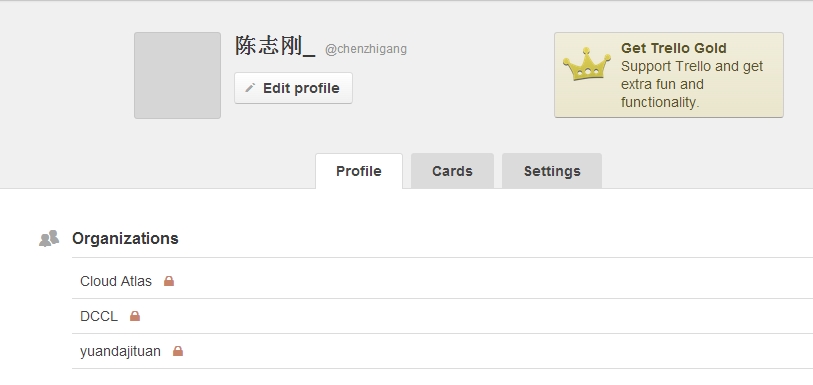 陈志刚_ @chenzhigang
Edit profile
Get Trello Gold
Support Trello and get
extra fun and
functionality.
Profile Cards Settings
Organizations
Cloud Atlas
DCCL
yuandajituan